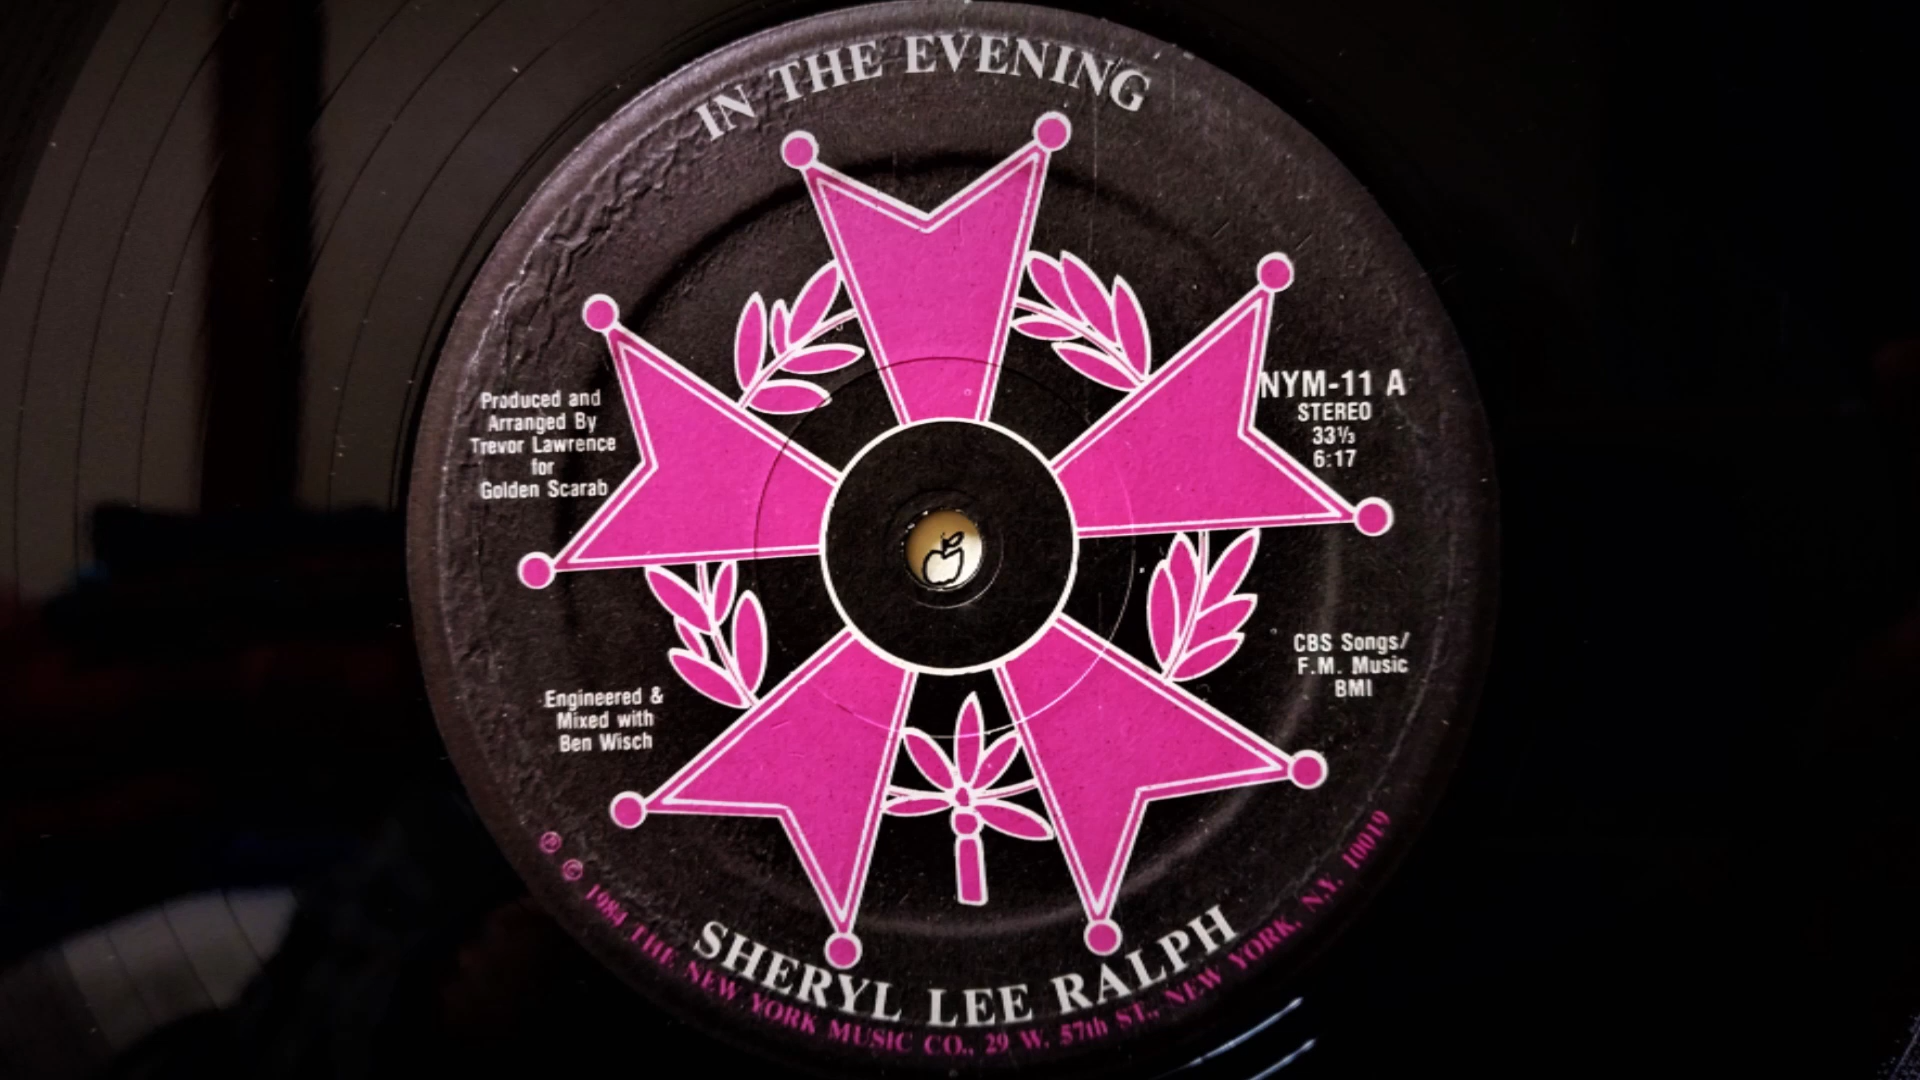 IN THE EVENING
Produced and
Arranged By
Trevor Lawrence
for
Golden Scarab
NYM-11 A
STEREO
33⅓
6:17
Engineered &
Mixed with
Ben Wisch
CBS Songs/
F.M. Music
BMI
SHERYL LEE RALPH
℗ © 1984 THE NEW YORK MUSIC CO., 29 W. 57th ST., NEW YORK, N.Y. 10019